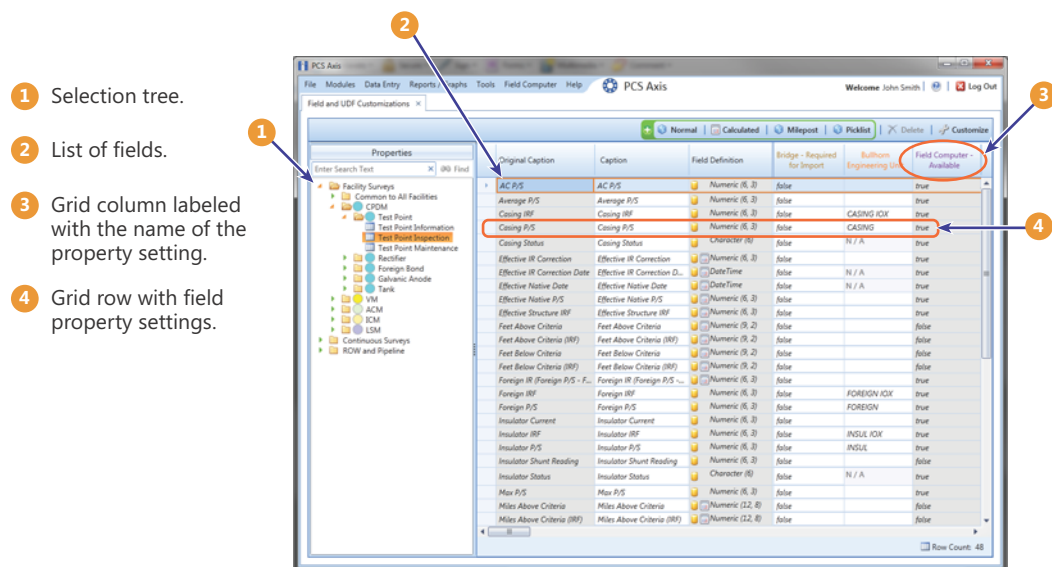 2
1 Selection tree.
2 List of fields.
3 Grid column labeled
with the name of the
property setting.
4 Grid row with field
property settings.
1
3
4
PCS Axis
File Modules Data Entry Reports / Graphs Tools Field Computer Help PCS Axis Welcome John Smith | | Log Out
Field and UDF Customizations ×
+ Normal | Calculated | Milepost | Picklist | Delete | Customize
Properties
Enter Search Text × Find
Facility Surveys
Common to All Facilities
CPDM
Test Point
Test Point Information
Test Point Inspection
Test Point Maintenance
Rectifier
Foreign Bond
Galvanic Anode
Tank
VM
ACM
ICM
LSM
Continuous Surveys
ROW and Pipeline
Original Caption Caption Field Definition Bridge - Required for Import Bullhorn Engineering Field Computer - Available
AC P/S AC P/S Numeric (6, 3) false true
Average P/S Average P/S Numeric (6, 3) false true
Casing IRF Casing IRF Numeric (6, 3) false CASING IOX true
Casing P/S Casing P/S Numeric (6, 3) false CASING true
Casing Status Casing Status Character (6) false N / A true
Effective IR Correction Effective IR Correction Numeric (6, 3) false true
Effective IR Correction Date Effective IR Correction D... DateTime false N / A true
Effective Native Date Effective Native Date DateTime false N / A true
Effective Native P/S Effective Native P/S Numeric (6, 3) false true
Effective Structure IRF Effective Structure IRF Numeric (6, 3) false true
Feet Above Criteria Feet Above Criteria Numeric (9, 2) false false
Feet Above Criteria (IRF) Feet Above Criteria (IRF) Numeric (9, 2) false false
Feet Below Criteria Feet Below Criteria Numeric (9, 2) false false
Feet Below Criteria (IRF) Feet Below Criteria (IRF) Numeric (9, 2) false false
Foreign IR (Foreign P/S - F... Foreign IR (Foreign P/S -... Numeric (6, 3) false true
Foreign IRF Foreign IRF Numeric (6, 3) false FOREIGN IOX true
Foreign P/S Foreign P/S Numeric (6, 3) false FOREIGN true
Insulator Current Insulator Current Numeric (6, 3) false true
Insulator IRF Insulator IRF Numeric (6, 3) false INSUL IOX true
Insulator P/S Insulator P/S Numeric (6, 3) false INSUL true
Insulator Shunt Reading Insulator Shunt Reading Numeric (6, 3) false false
Insulator Status Insulator Status Character (6) false N / A true
Max P/S Max P/S Numeric (6, 3) false true
Miles Above Criteria Miles Above Criteria Numeric (12, 8) false false
Miles Above Criteria (IRF) Miles Above Criteria (IRF) Numeric (12, 8) false false
Row Count: 48